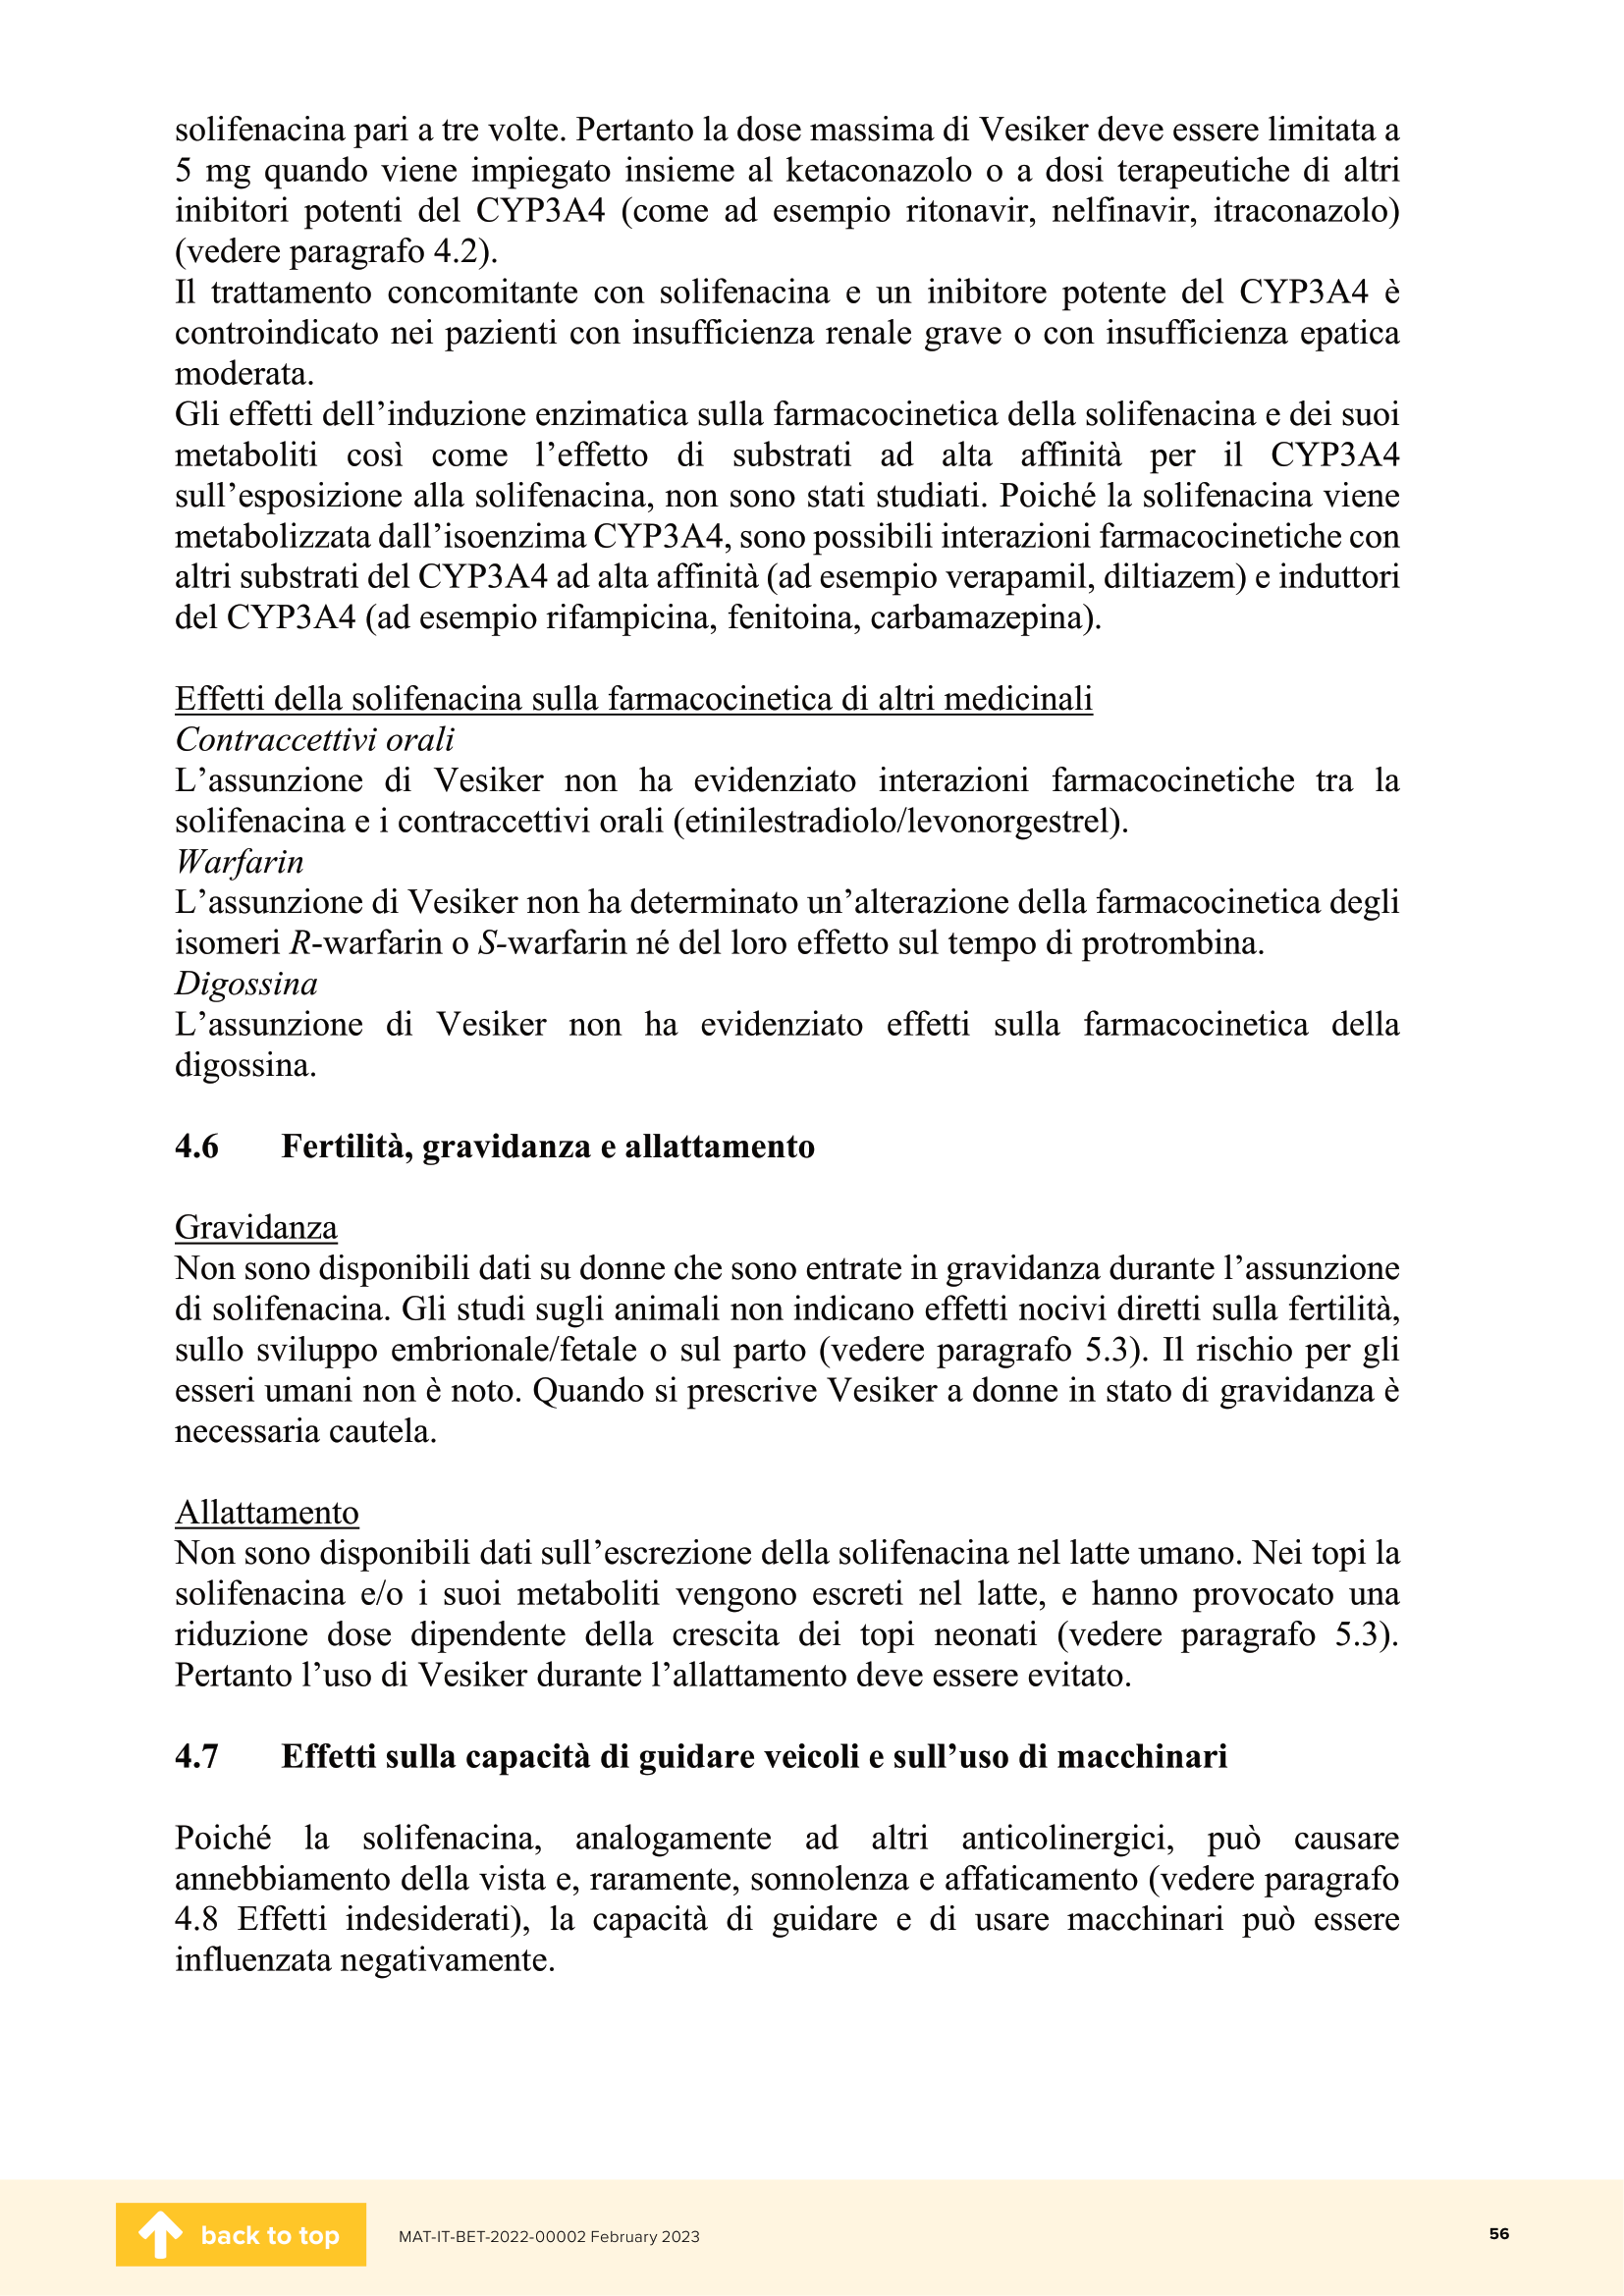 solifenacina pari a tre volte. Pertanto la dose massima di Vesiker deve essere limitata a
5 mg quando viene impiegato insieme al ketaconazolo o a dosi terapeutiche di altri
inibitori potenti del CYP3A4 (come ad esempio ritonavir, nelfinavir, itraconazolo)
(vedere paragrafo 4.2).
Il trattamento concomitante con solifenacina e un inibitore potente del CYP3A4 è
controindicato nei pazienti con insufficienza renale grave o con insufficienza epatica
moderata.
Gli effetti dell’induzione enzimatica sulla farmacocinetica della solifenacina e dei suoi
metaboliti così come l’effetto di substrati ad alta affinità per il CYP3A4
sull’esposizione alla solifenacina, non sono stati studiati. Poiché la solifenacina viene
metabolizzata dall’isoenzima CYP3A4, sono possibili interazioni farmacocinetiche con
altri substrati del CYP3A4 ad alta affinità (ad esempio verapamil, diltiazem) e induttori
del CYP3A4 (ad esempio rifampicina, fenitoina, carbamazepina).
Effetti della solifenacina sulla farmacocinetica di altri medicinali
Contraccettivi orali
L’assunzione di Vesiker non ha evidenziato interazioni farmacocinetiche tra la
solifenacina e i contraccettivi orali (etinilestradiolo/levonorgestrel).
Warfarin
L’assunzione di Vesiker non ha determinato un’alterazione della farmacocinetica degli
isomeri R-warfarin o S-warfarin né del loro effetto sul tempo di protrombina.
Digossina
L’assunzione di Vesiker non ha evidenziato effetti sulla farmacocinetica della
digossina.
4.6 Fertilità, gravidanza e allattamento
Gravidanza
Non sono disponibili dati su donne che sono entrate in gravidanza durante l’assunzione
di solifenacina. Gli studi sugli animali non indicano effetti nocivi diretti sulla fertilità,
sullo sviluppo embrionale/fetale o sul parto (vedere paragrafo 5.3). Il rischio per gli
esseri umani non è noto. Quando si prescrive Vesiker a donne in stato di gravidanza è
necessaria cautela.
Allattamento
Non sono disponibili dati sull’escrezione della solifenacina nel latte umano. Nei topi la
solifenacina e/o i suoi metaboliti vengono escreti nel latte, e hanno provocato una
riduzione dose dipendente della crescita dei topi neonati (vedere paragrafo 5.3).
Pertanto l’uso di Vesiker durante l’allattamento deve essere evitato.
4.7 Effetti sulla capacità di guidare veicoli e sull’uso di macchinari
Poiché la solifenacina, analogamente ad altri anticolinergici, può causare
annebbiamento della vista e, raramente, sonnolenza e affaticamento (vedere paragrafo
4.8 Effetti indesiderati), la capacità di guidare e di usare macchinari può essere
influenzata negativamente.
back to top MAT-IT-BET-2022-00002 February 2023 56